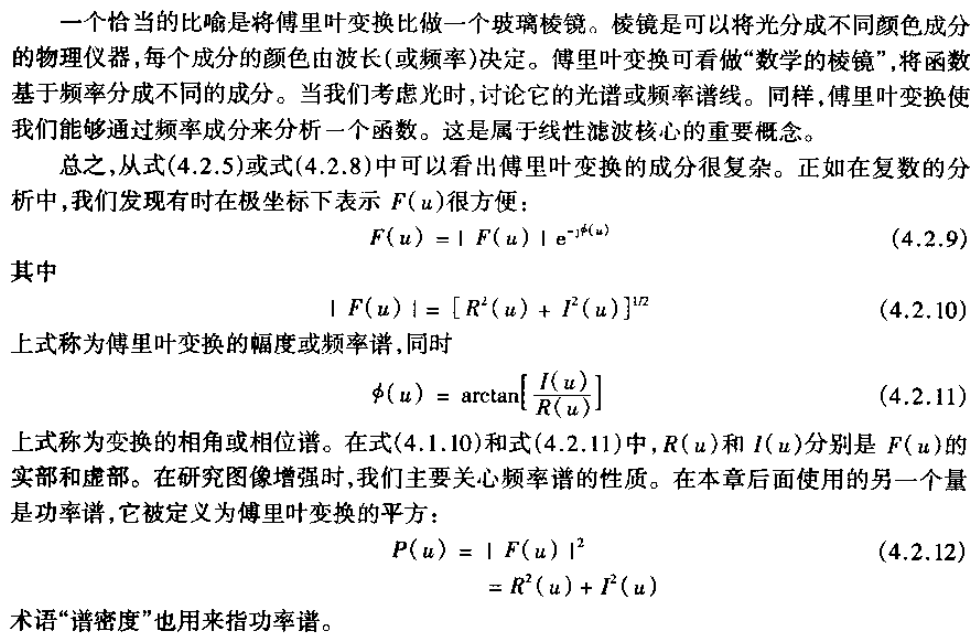 一个恰当的比喻是将傅里叶变换比做一个玻璃棱镜。棱镜是可以将光分成不同颜色成分
的物理仪器,每个成分的颜色由波长(或频率)决定。傅里叶变换可看做“数学的棱镜”,将函数
基于频率分成不同的成分。当我们考虑光时,讨论它的光谱或频率谱线。同样,傅里叶变换使
我们能够通过频率成分来分析一个函数。这是属于线性滤波核心的重要概念。
总之,从式(4.2.5)或式(4.2.8)中可以看出傅里叶变换的成分很复杂。正如在复数的分
析中,我们发现有时在极坐标下表示 F(u)很方便:
F(u) = | F(u) | e^{-jϕ(u)} (4.2.9)
其中
| F(u) | = [R²(u) + I²(u)]^{1/2} (4.2.10)
上式称为傅里叶变换的幅度或频率谱,同时
ϕ(u) = arctan[I(u)/R(u)] (4.2.11)
上式称为变换的相角或相位谱。在式(4.1.10)和式(4.2.11)中,R(u)和 I(u)分别是 F(u)的
实部和虚部。在研究图像增强时,我们主要关心频率谱的性质。在本章后面使用的另一个量
是功率谱,它被定义为傅里叶变换的平方:
P(u) = | F(u) |² (4.2.12)
= R²(u) + I²(u)
术语“谱密度”也用来指功率谱。